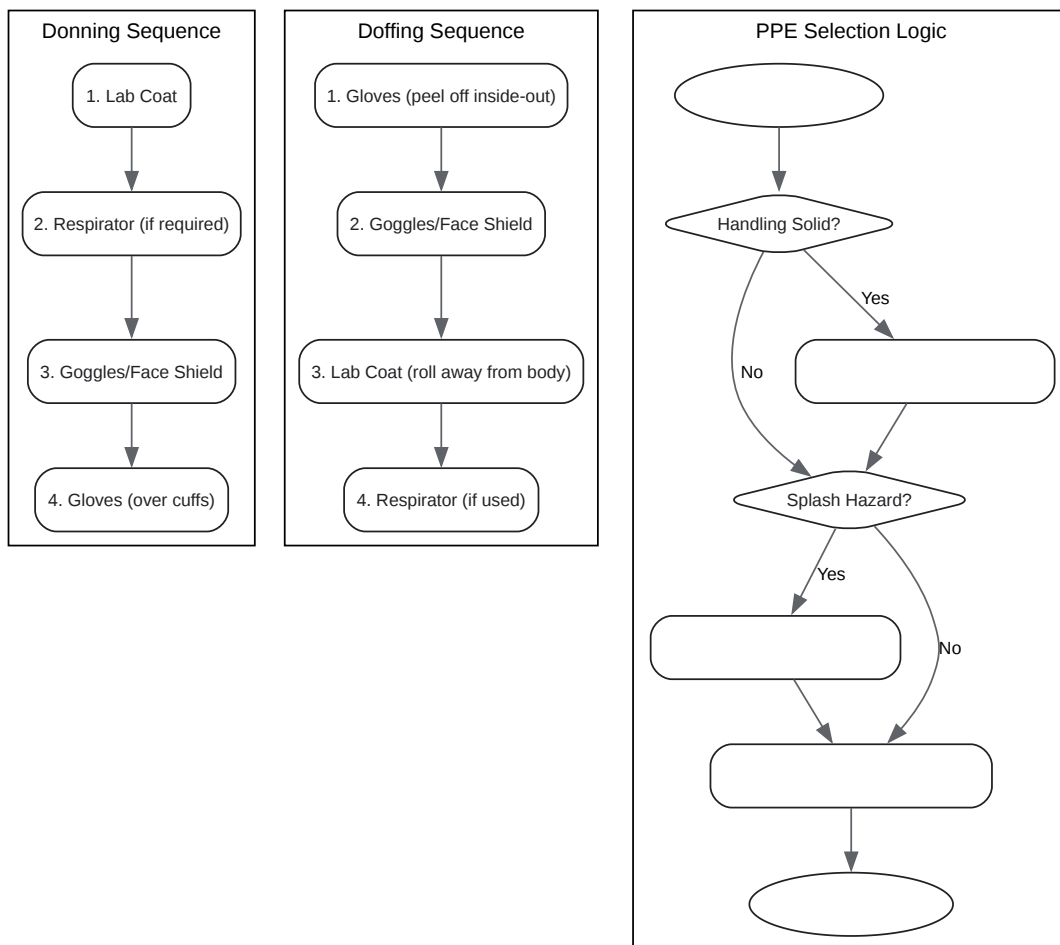 Donning Sequence
1. Lab Coat
2. Respirator (if required)
3. Goggles/Face Shield
4. Gloves (over cuffs)
Doffing Sequence
1. Gloves (peel off inside-out)
2. Goggles/Face Shield
3. Lab Coat (roll away from body)
4. Respirator (if used)
PPE Selection Logic
Handling Solid?
Yes
No
Splash Hazard?
Yes
No